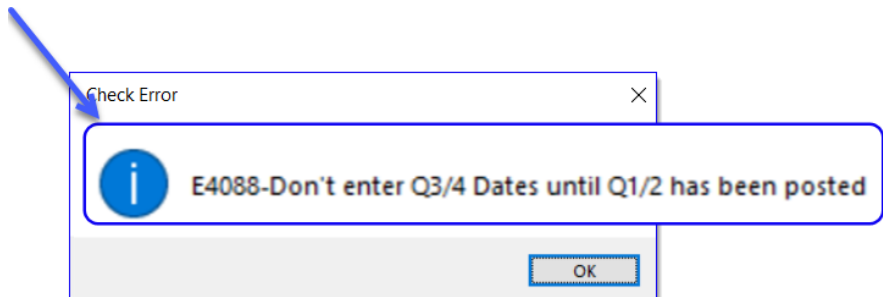 Check Error
E4088-Don't enter Q3/4 Dates until Q1/2 has been posted
OK